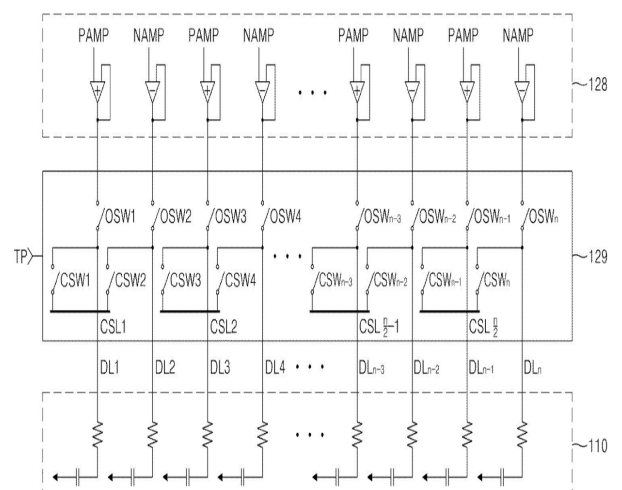 PAMP NAMP PAMP NAMP PAMP NAMP PAMP NAMP
128
OSW1 OSW2 OSW3 OSW4 OSWn-3 OSWn-2 OSWn-1 OSWn
TP
129
CSW1 CSW2 CSW3 CSW4 CSWn-3 CSWn-2 CSWn-1 CSWn
CSL1 CSL2 CSL n/2-1 CSL n/2
DL1 DL2 DL3 DL4 DLn-3 DLn-2 DLn-1 DLn
110